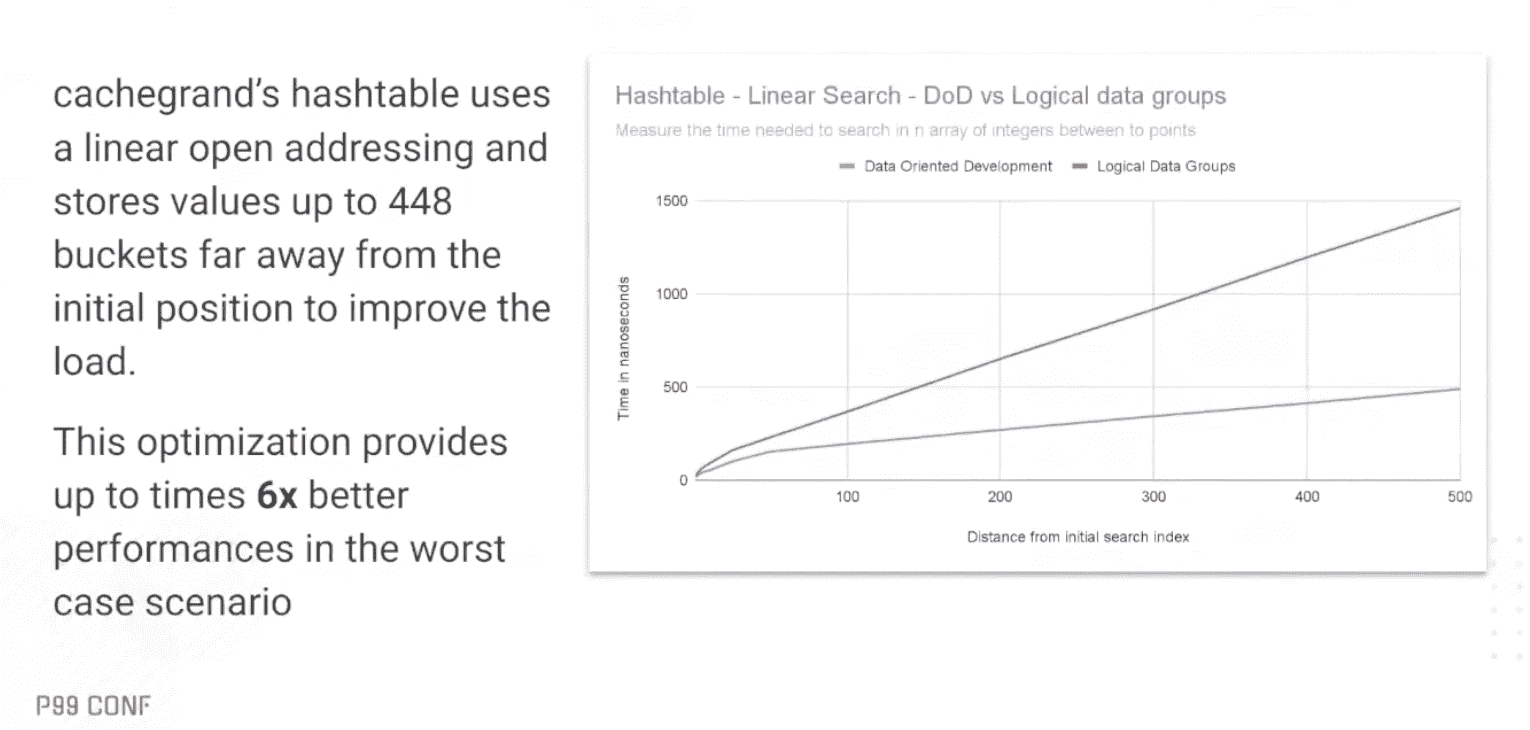 cachegrand's hashtable uses
a linear open addressing and
stores values up to 448
buckets far away from the
initial position to improve the
load.
This optimization provides
up to times 6x better
performances in the worst
case scenario
P99 CONF
Hashtable - Linear Search - DoD vs Logical data groups
Measure the time needed to search in n array of integers between to points
Data Oriented Development Logical Data Groups
Time in nanoseconds
1500
1000
500
0
100 200 300 400 500
Distance from initial search index